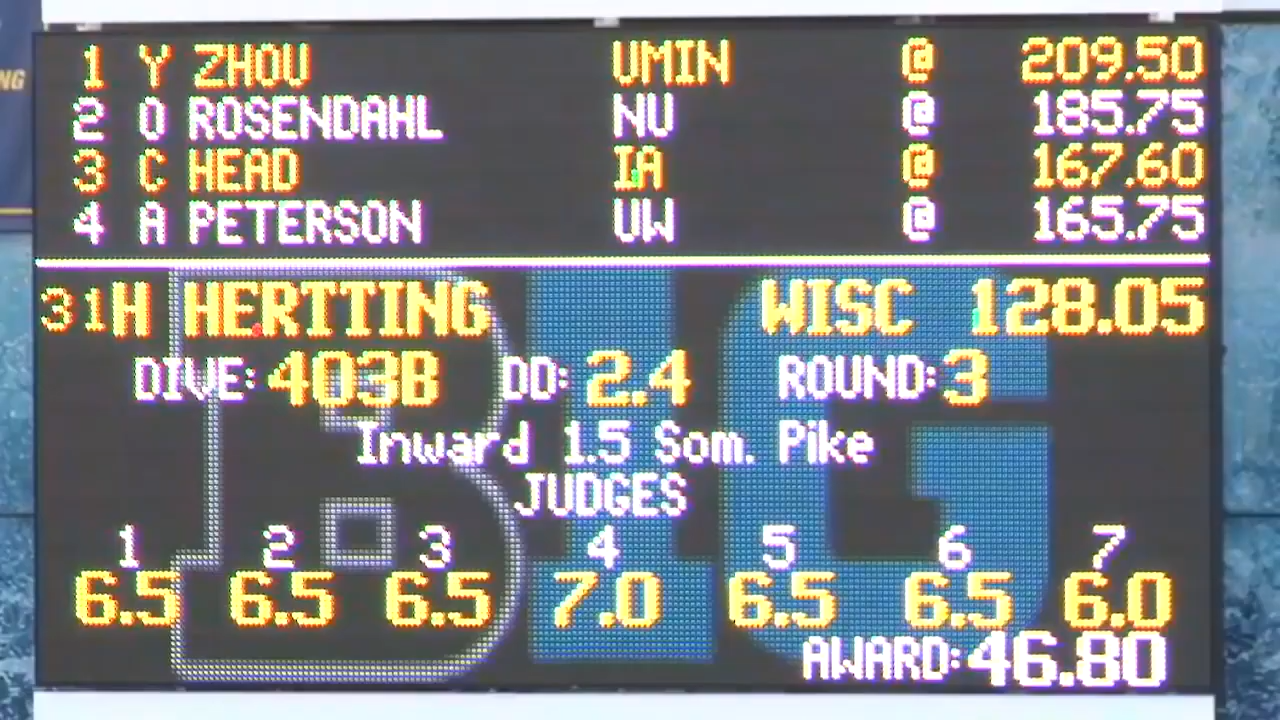 NG
1 Y ZHOU UMIN @ 209.50
2 O ROSENDAHL NU @ 185.75
3 C HEAD IA @ 167.60
4 A PETERSON UW @ 165.75
31 H HERTTING WISC 128.05
DIVE: 403B DD: 2.4 ROUND: 3
Inward 1.5 Som. Pike
JUDGES
1 2 3 4 5 6 7
6.5 6.5 6.5 7.0 6.5 6.5 6.0
AWARD: 46.80
BIG